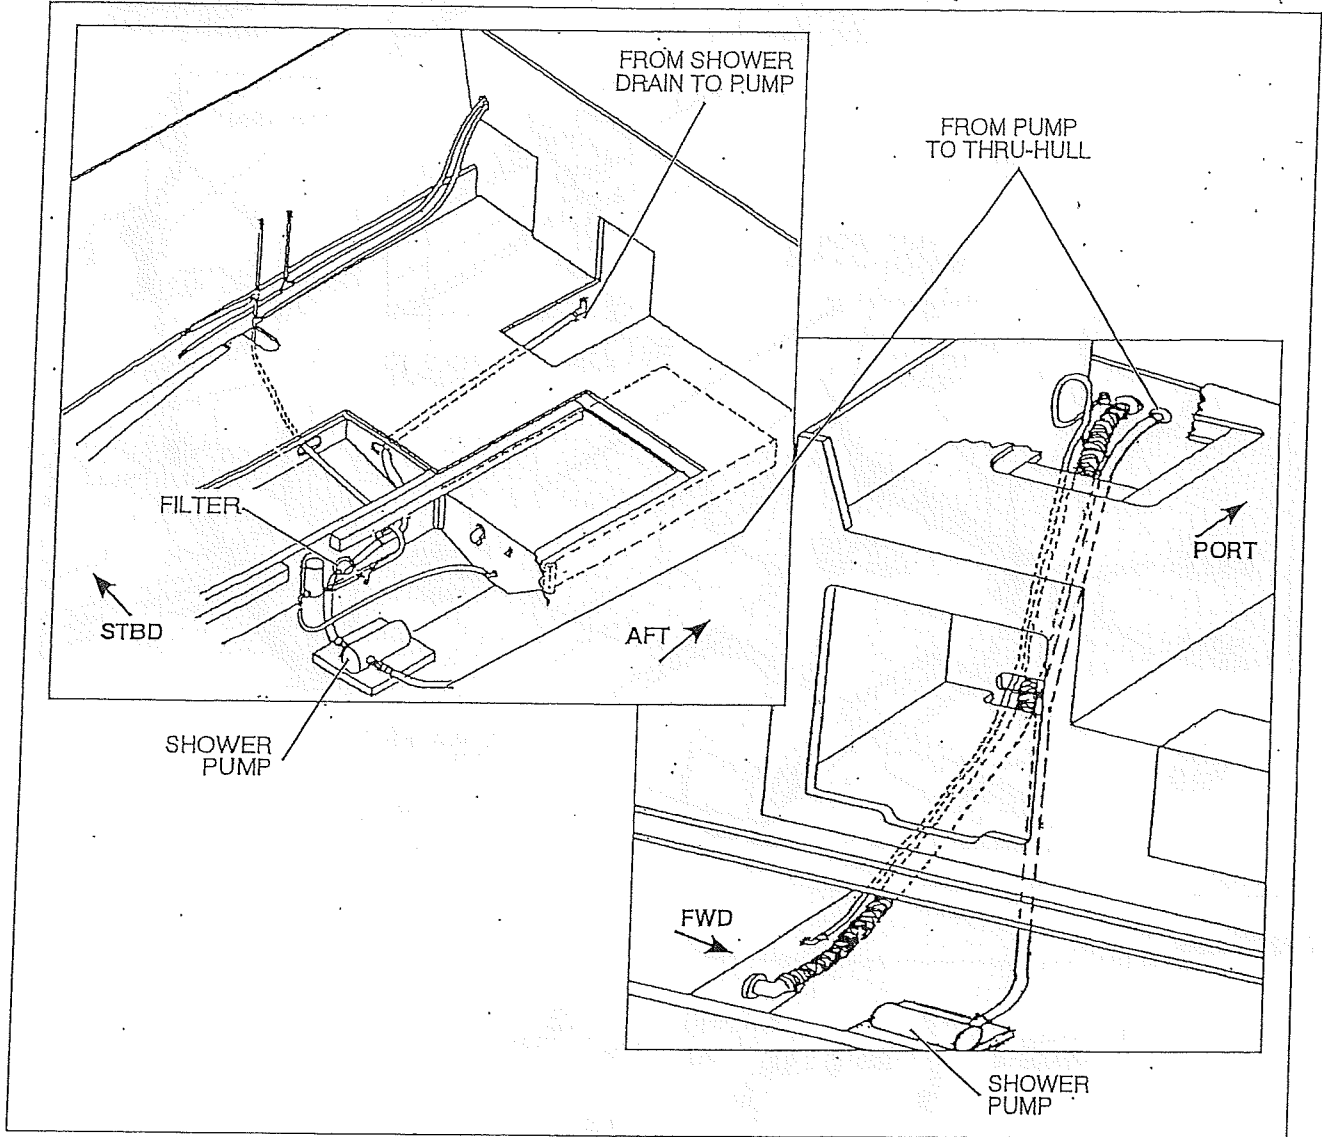 FROM SHOWER
DRAIN TO PUMP
FROM PUMP
TO THRU-HULL
FILTER
STBD
AFT
PORT
SHOWER
PUMP
FWD
SHOWER
PUMP